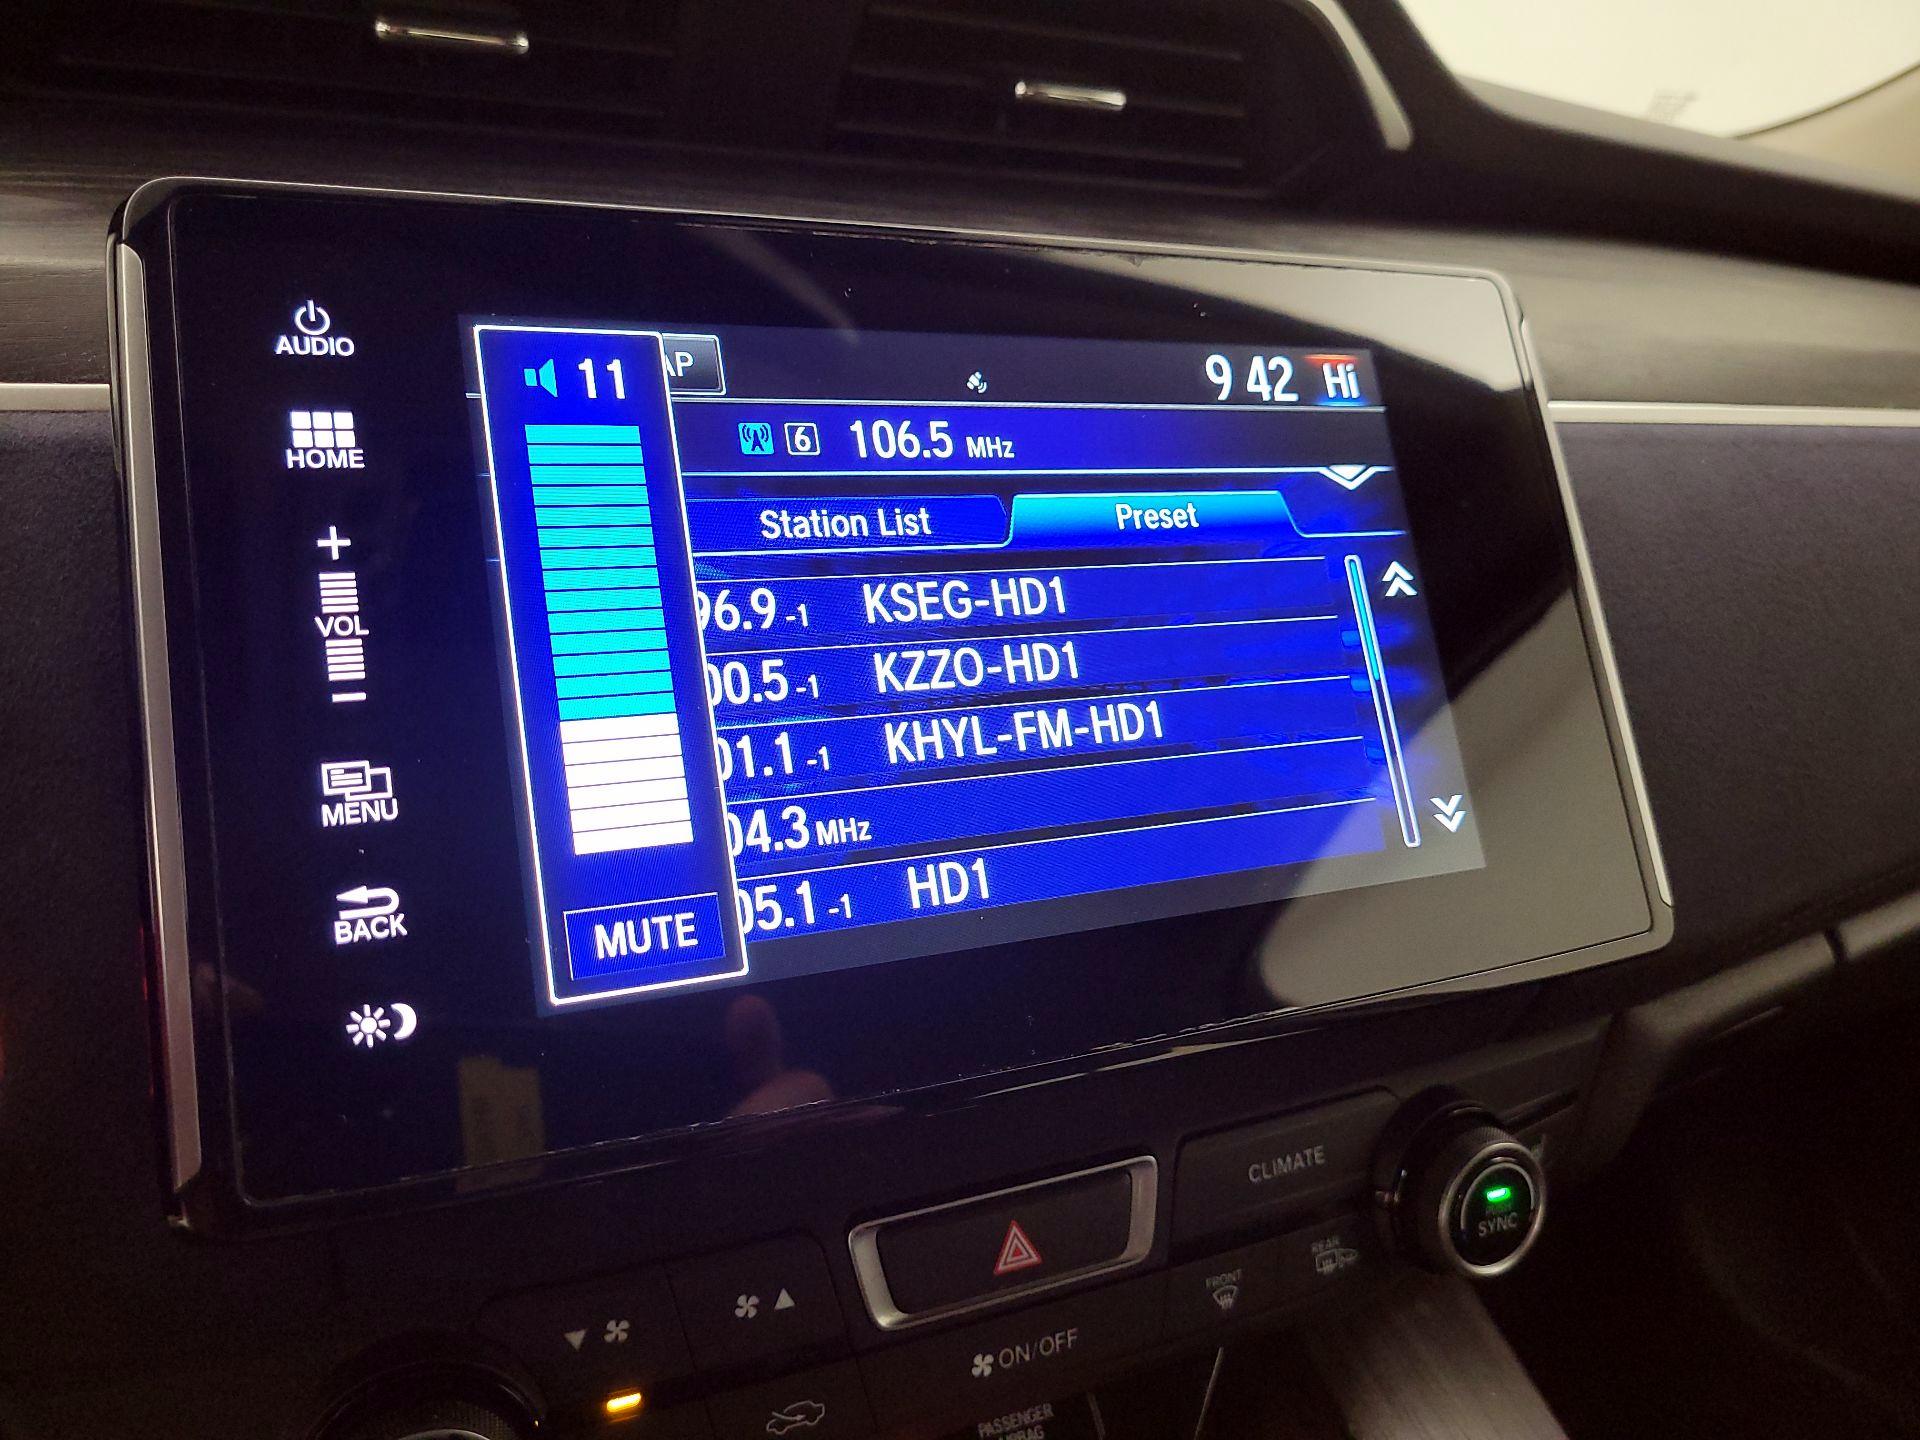 AUDIO
HOME
+
VOL
−
MENU
BACK
11
MUTE
AP
9 42 Hi
6 106.5 MHz
Station List Preset
96.9 -1 KSEG-HD1
00.5 -1 KZZO-HD1
01.1 -1 KHYL-FM-HD1
04.3 MHz
05.1 -1 HD1
CLIMATE
SYNC
FRONT
REAR
ON/OFF
PASSENGER